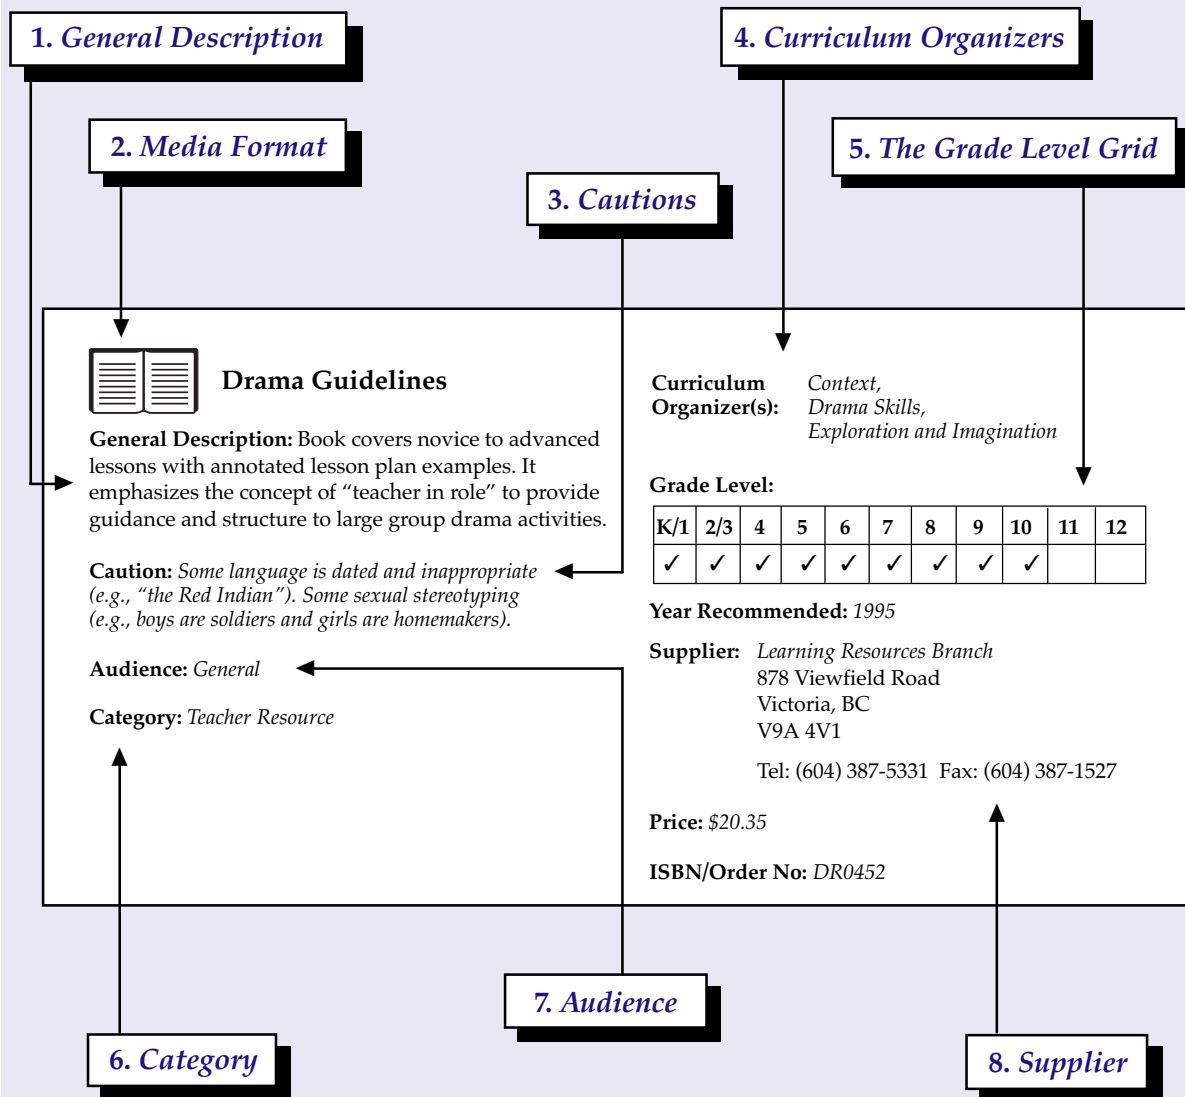 1. General Description
4. Curriculum Organizers
2. Media Format
5. The Grade Level Grid
3. Cautions
Drama Guidelines
General Description: Book covers novice to advanced
lessons with annotated lesson plan examples. It
emphasizes the concept of “teacher in role” to provide
guidance and structure to large group drama activities.
Caution: Some language is dated and inappropriate
(e.g., “the Red Indian”). Some sexual stereotyping
(e.g., boys are soldiers and girls are homemakers).
Audience: General
Category: Teacher Resource
Curriculum Context,
Organizer(s): Drama Skills,
Exploration and Imagination
Grade Level:
K/1 2/3 4 5 6 7 8 9 10 11 12
✓ ✓ ✓ ✓ ✓ ✓ ✓ ✓ ✓
Year Recommended: 1995
Supplier: Learning Resources Branch
878 Viewfield Road
Victoria, BC
V9A 4V1
Tel: (604) 387-5331 Fax: (604) 387-1527
Price: $20.35
ISBN/Order No: DR0452
7. Audience
6. Category
8. Supplier